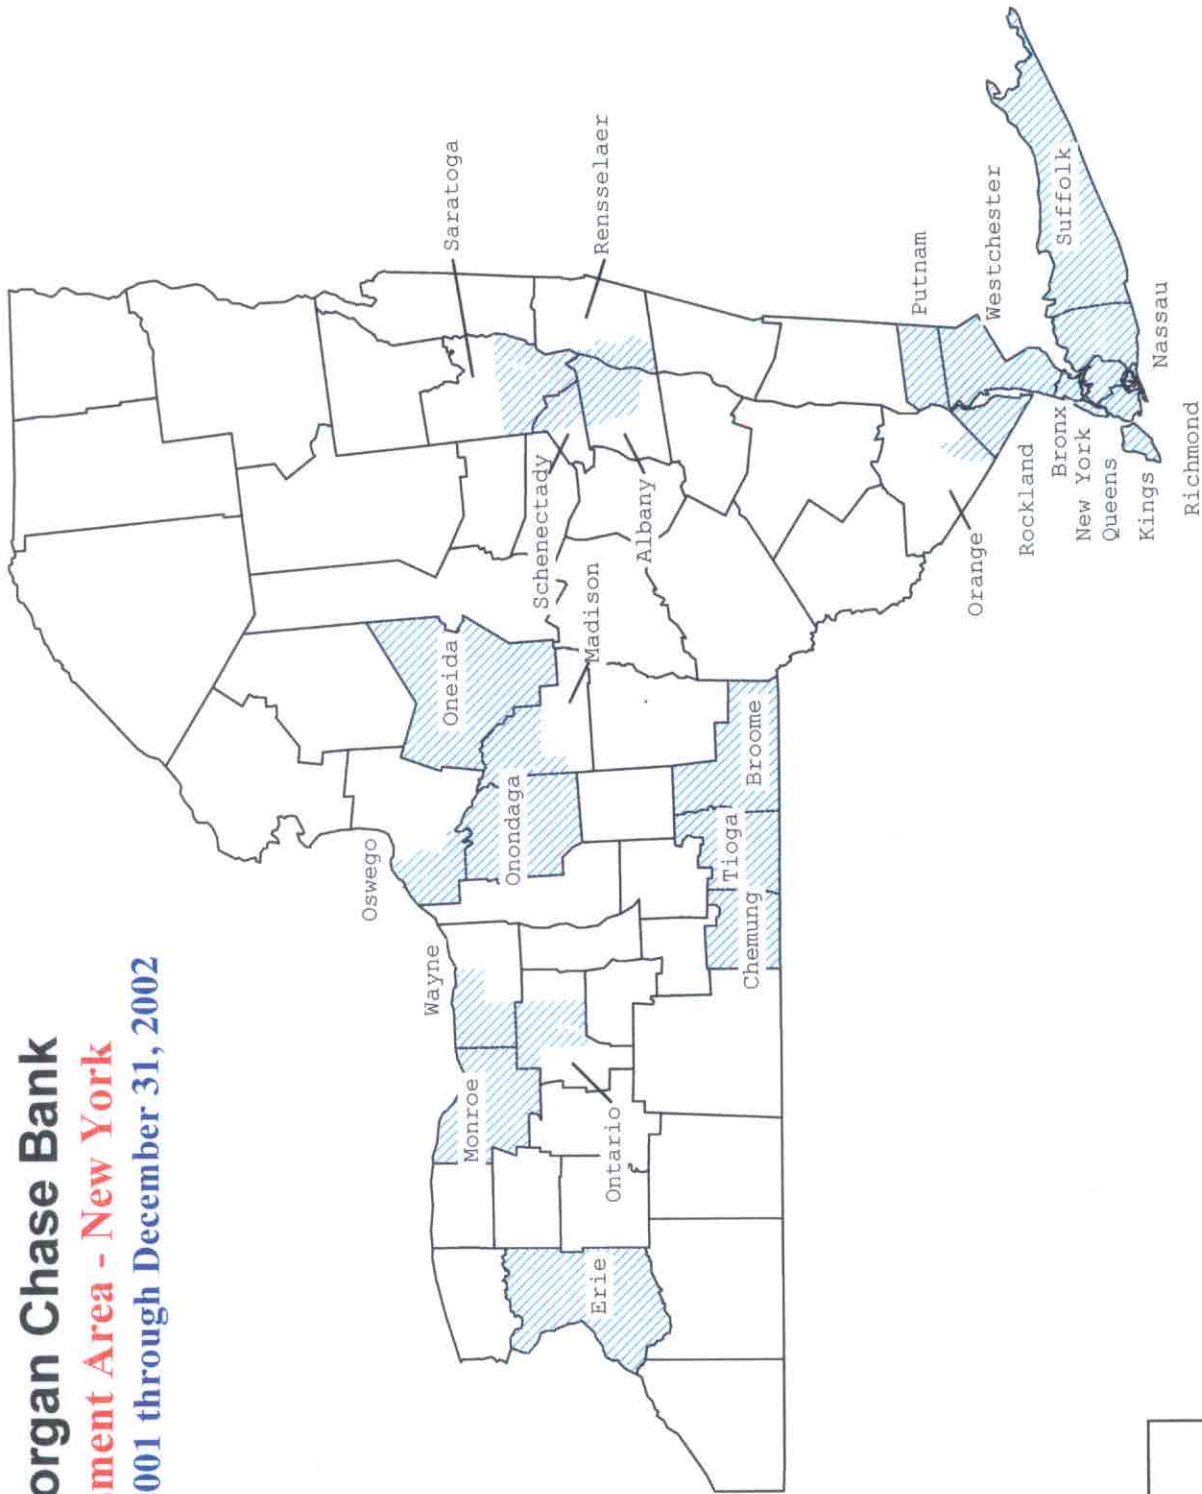 organ Chase Bank
ment Area - New York
001 through December 31, 2002
Saratoga
Rensselaer
Schenectady
Albany
Madison
Oneida
Oswego
Onondaga
Wayne
Monroe
Ontario
Erie
Chemung
Tioga
Broome
Putnam
Westchester
Orange
Rockland
Bronx
New York
Queens
Kings
Richmond
Nassau
Suffolk